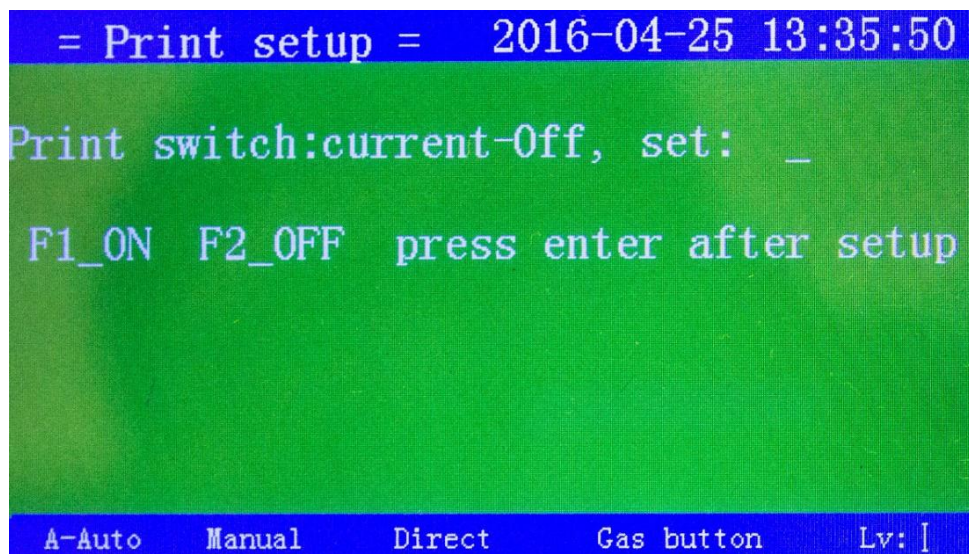 = Print setup = 2016-04-25 13:35:50
Print switch:current-Off, set: _
F1_ON F2_OFF press enter after setup
A-Auto Manual Direct Gas button Lv: